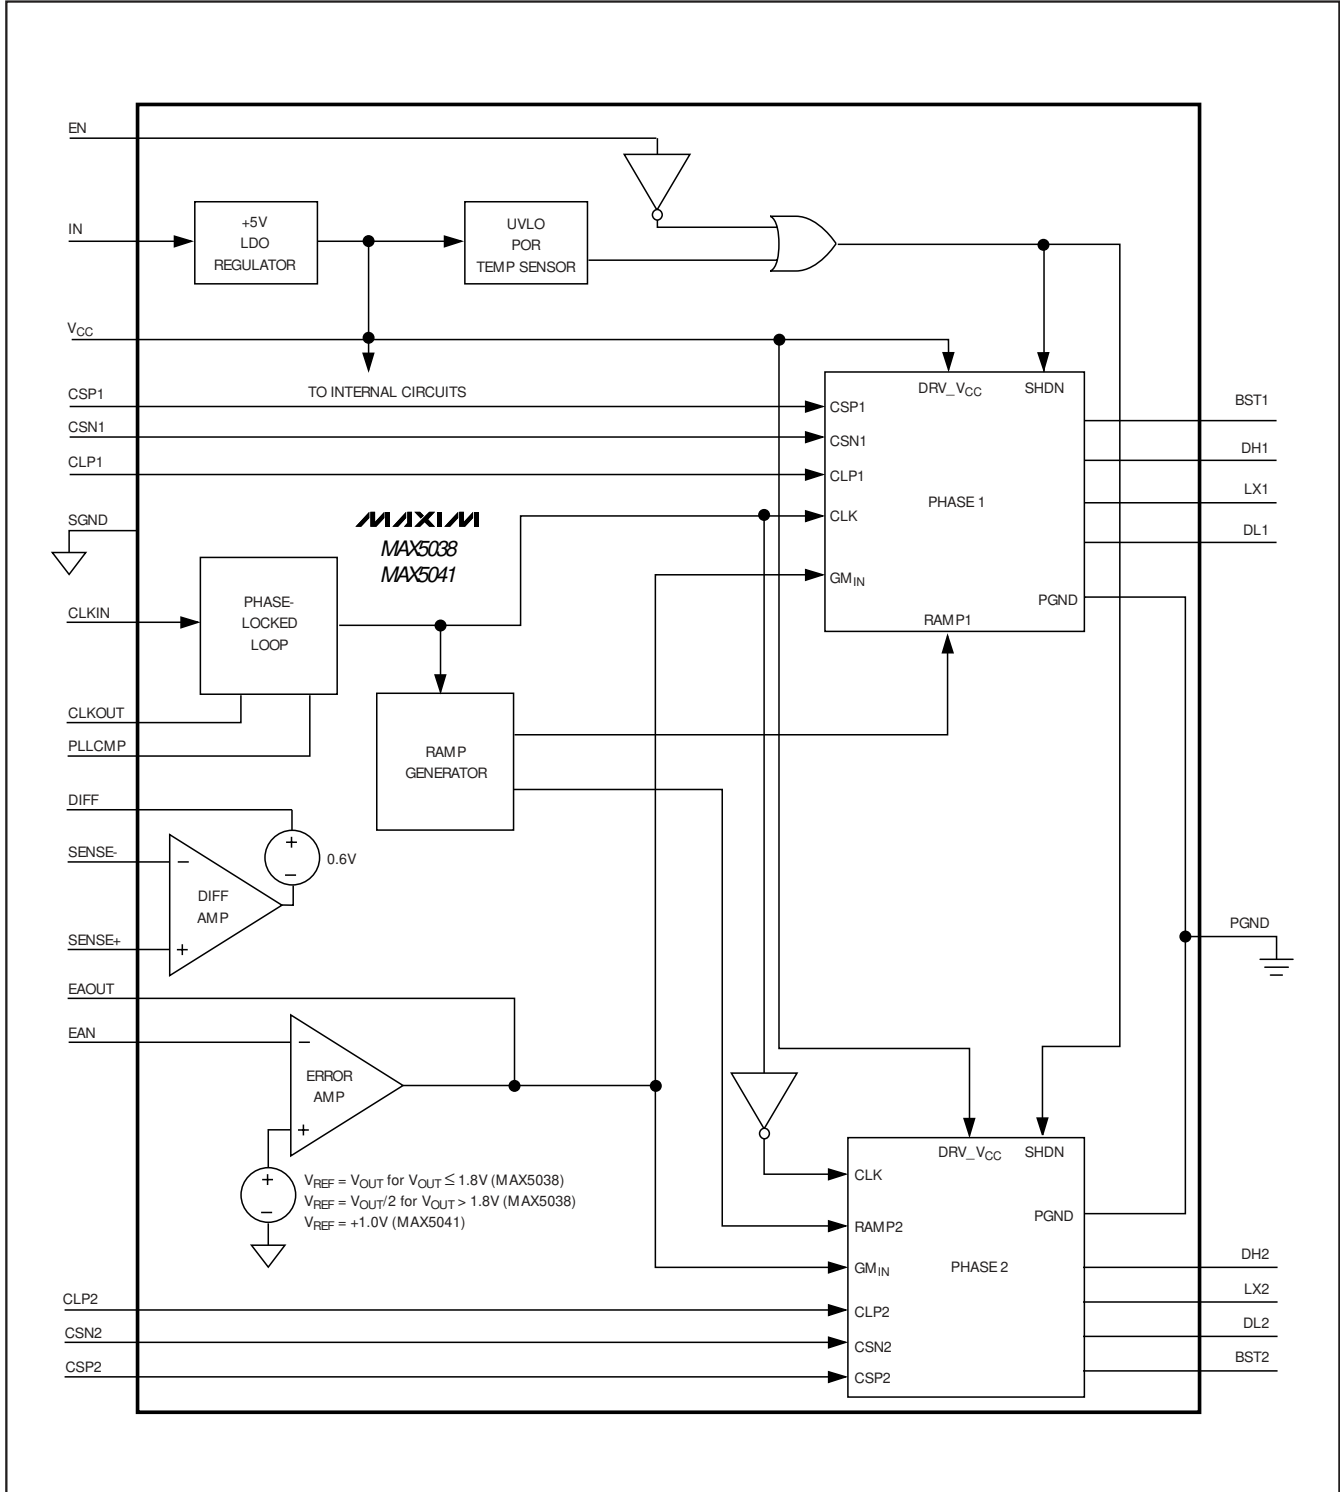 EN
IN
+5V
LDO
REGULATOR
UVLO
POR
TEMP SENSOR
VCC
TO INTERNAL CIRCUITS
CSP1
CSN1
CLP1
SGND
MAXIM
MAX5038
MAX5041
DRV_VCC
SHDN
CSP1
CSN1
CLP1
CLK
GMIN
PHASE 1
PGND
RAMP1
BST1
DH1
LX1
DL1
CLKIN
PHASE-
LOCKED
LOOP
CLKOUT
PLLCMP
RAMP
GENERATOR
DIFF
+
−
0.6V
SENSE-
−
DIFF
AMP
SENSE+
+
PGND
EAOUT
EAN
−
ERROR
AMP
+
+
−
VREF = VOUT for VOUT ≤ 1.8V (MAX5038)
VREF = VOUT/2 for VOUT > 1.8V (MAX5038)
VREF = +1.0V (MAX5041)
DRV_VCC
SHDN
CLK
RAMP2
GMIN
CLP2
CSN2
CSP2
PHASE 2
PGND
DH2
LX2
DL2
BST2
CLP2
CSN2
CSP2